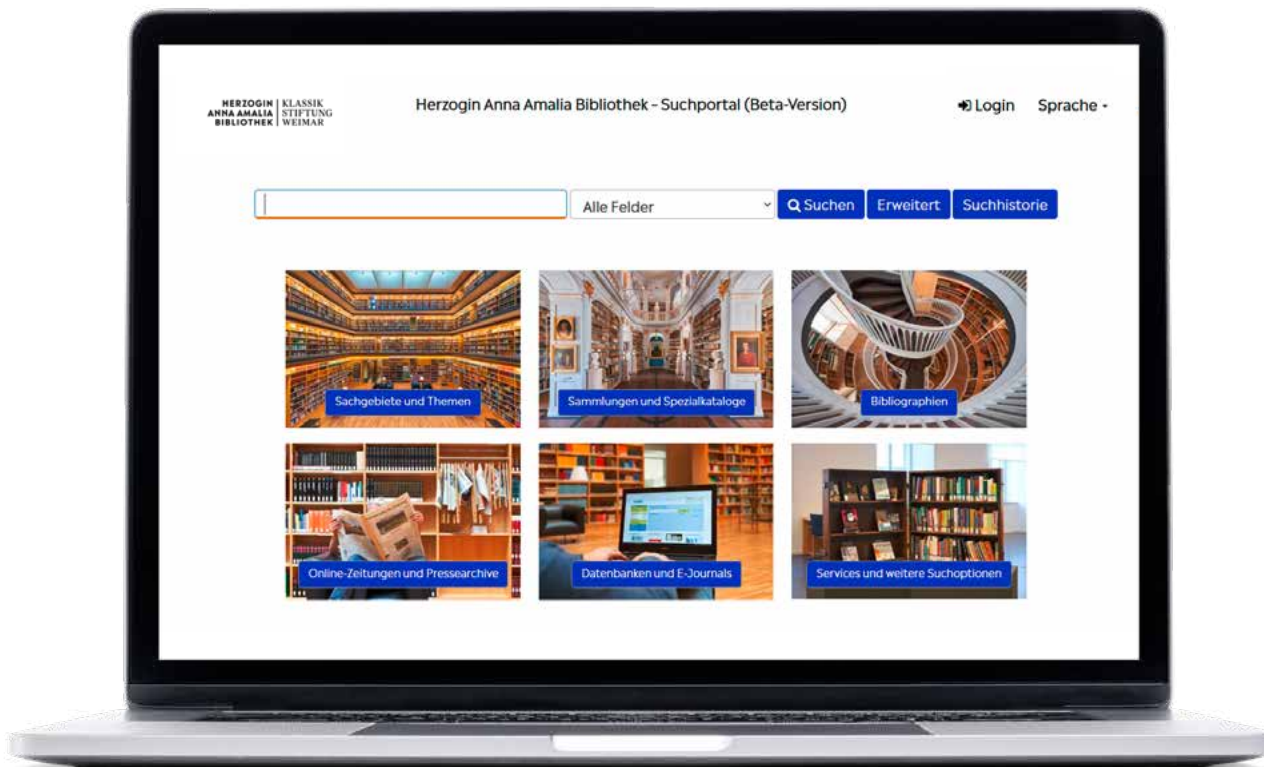 HERZOGIN
ANNA AMALIA
BIBLIOTHEK
KLASSIK
STIFTUNG
WEIMAR
Herzogin Anna Amalia Bibliothek - Suchportal (Beta-Version)
Login
Sprache
Alle Felder
Suchen
Erweitert
Suchhistorie
Sachgebiete und Themen
Sammlungen und Spezialkataloge
Bibliographien
Online-Zeitungen und Pressearchive
Datenbanken und E-Journals
Services und weitere Suchoptionen